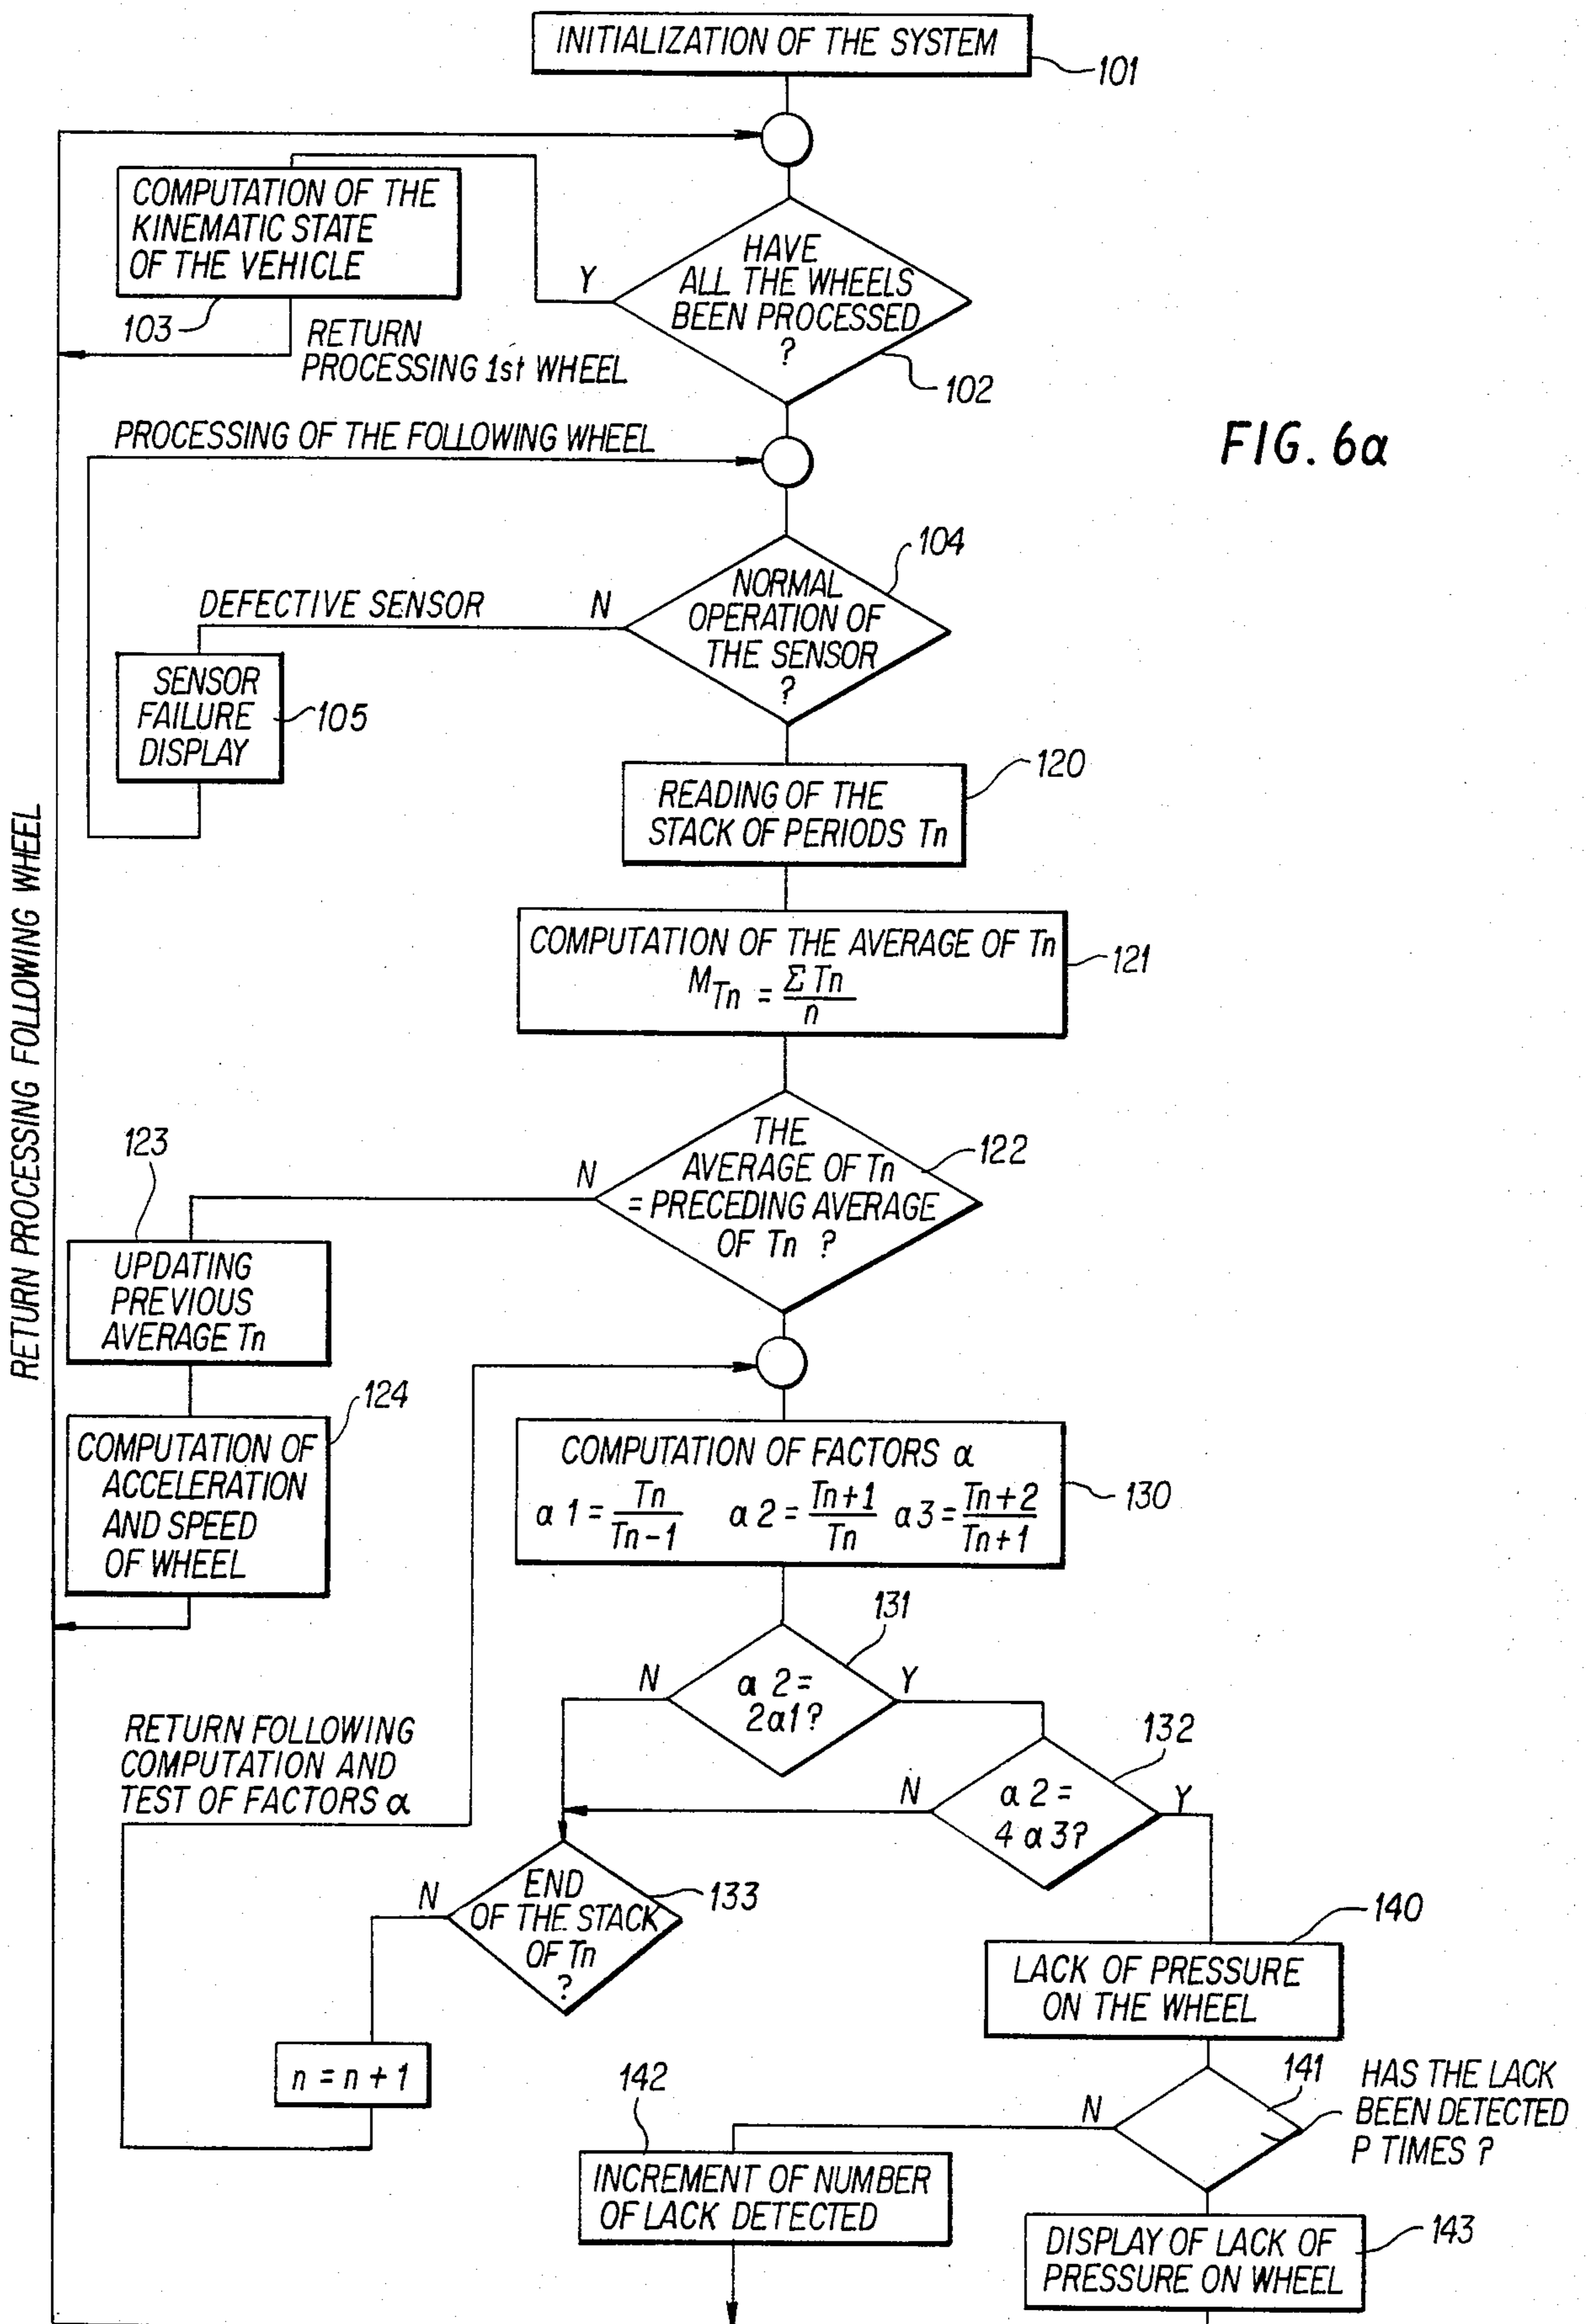 INITIALIZATION OF THE SYSTEM
101
COMPUTATION OF THE
KINEMATIC STATE
OF THE VEHICLE
103
RETURN
PROCESSING 1st WHEEL
Y
HAVE
ALL THE WHEELS
BEEN PROCESSED
?
102
PROCESSING OF THE FOLLOWING WHEEL
FIG. 6a
104
NORMAL
OPERATION OF
THE SENSOR
?
N
DEFECTIVE SENSOR
SENSOR
FAILURE
DISPLAY
105
120
READING OF THE
STACK OF PERIODS Tn
RETURN PROCESSING FOLLOWING WHEEL
COMPUTATION OF THE AVERAGE OF Tn
MTn = ΣTn / n
121
THE
AVERAGE OF Tn
= PRECEDING AVERAGE
OF Tn ?
122
N
123
UPDATING
PREVIOUS
AVERAGE Tn
124
COMPUTATION OF
ACCELERATION
AND SPEED
OF WHEEL
COMPUTATION OF FACTORS α
α1 = Tn / Tn-1 α2 = Tn+1 / Tn α3 = Tn+2 / Tn+1
130
131
N
α2 =
2α1?
Y
132
N
α2 =
4α3?
Y
RETURN FOLLOWING
COMPUTATION AND
TEST OF FACTORS α
N
END
OF THE STACK
OF Tn
?
133
n = n + 1
140
LACK OF PRESSURE
ON THE WHEEL
141
HAS THE LACK
BEEN DETECTED
P TIMES ?
N
142
INCREMENT OF NUMBER
OF LACK DETECTED
DISPLAY OF LACK OF
PRESSURE ON WHEEL
143